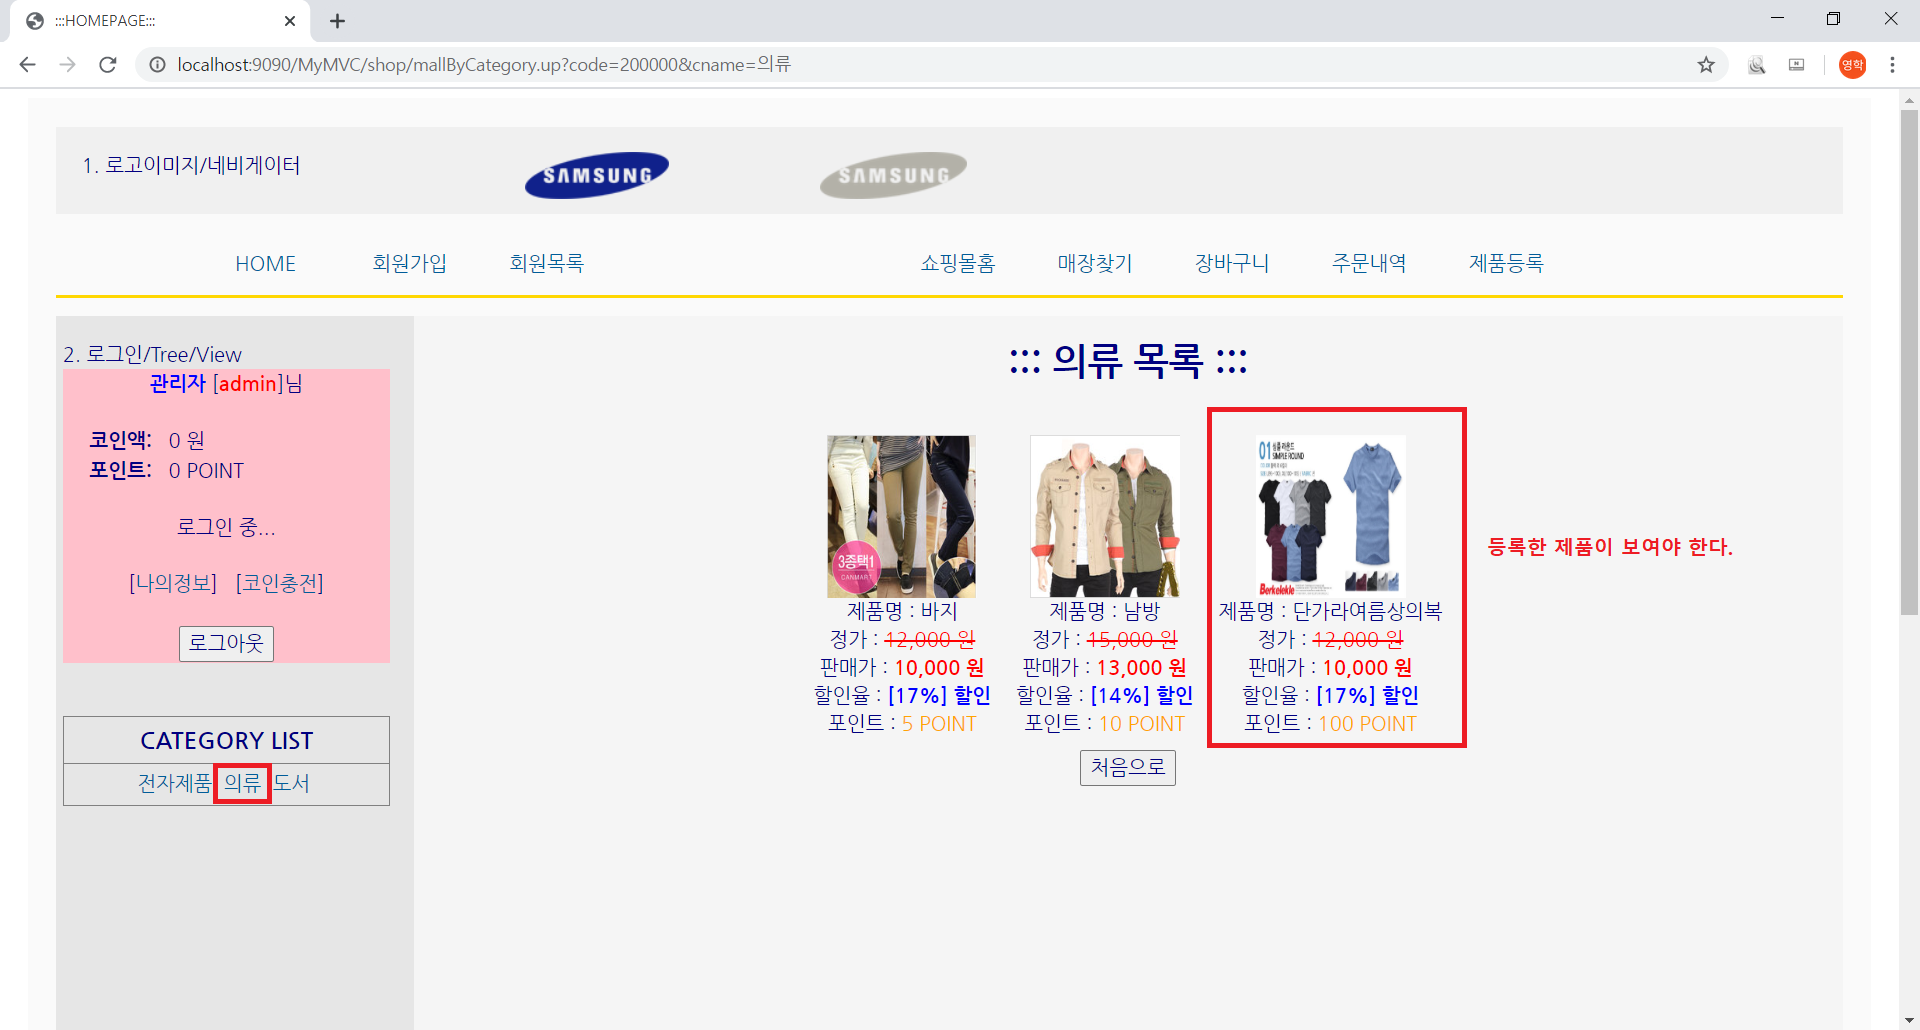 :::HOMEPAGE:::
localhost:9090/MyMVC/shop/mallByCategory.up?code=200000&cname=의류
영학
1. 로고이미지/네비게이터
SAMSUNG
SAMSUNG
HOME 회원가입 회원목록 쇼핑몰홈 매장찾기 장바구니 주문내역 제품등록
2. 로그인/Tree/View
관리자 [admin]님
코인액: 0 원
포인트: 0 POINT
로그인 중...
[나의정보] [코인충전]
로그아웃
CATEGORY LIST
전자제품 의류 도서
::: 의류 목록 :::
3종택1
CANMART
제품명 : 바지
정가 : 12,000 원
판매가 : 10,000 원
할인율 : [17%] 할인
포인트 : 5 POINT
제품명 : 남방
정가 : 15,000 원
판매가 : 13,000 원
할인율 : [14%] 할인
포인트 : 10 POINT
01 심플 라운드
SIMPLE ROUND
Berkelekle
제품명 : 단가라여름상의복
정가 : 12,000 원
판매가 : 10,000 원
할인율 : [17%] 할인
포인트 : 100 POINT
등록한 제품이 보여야 한다.
처음으로